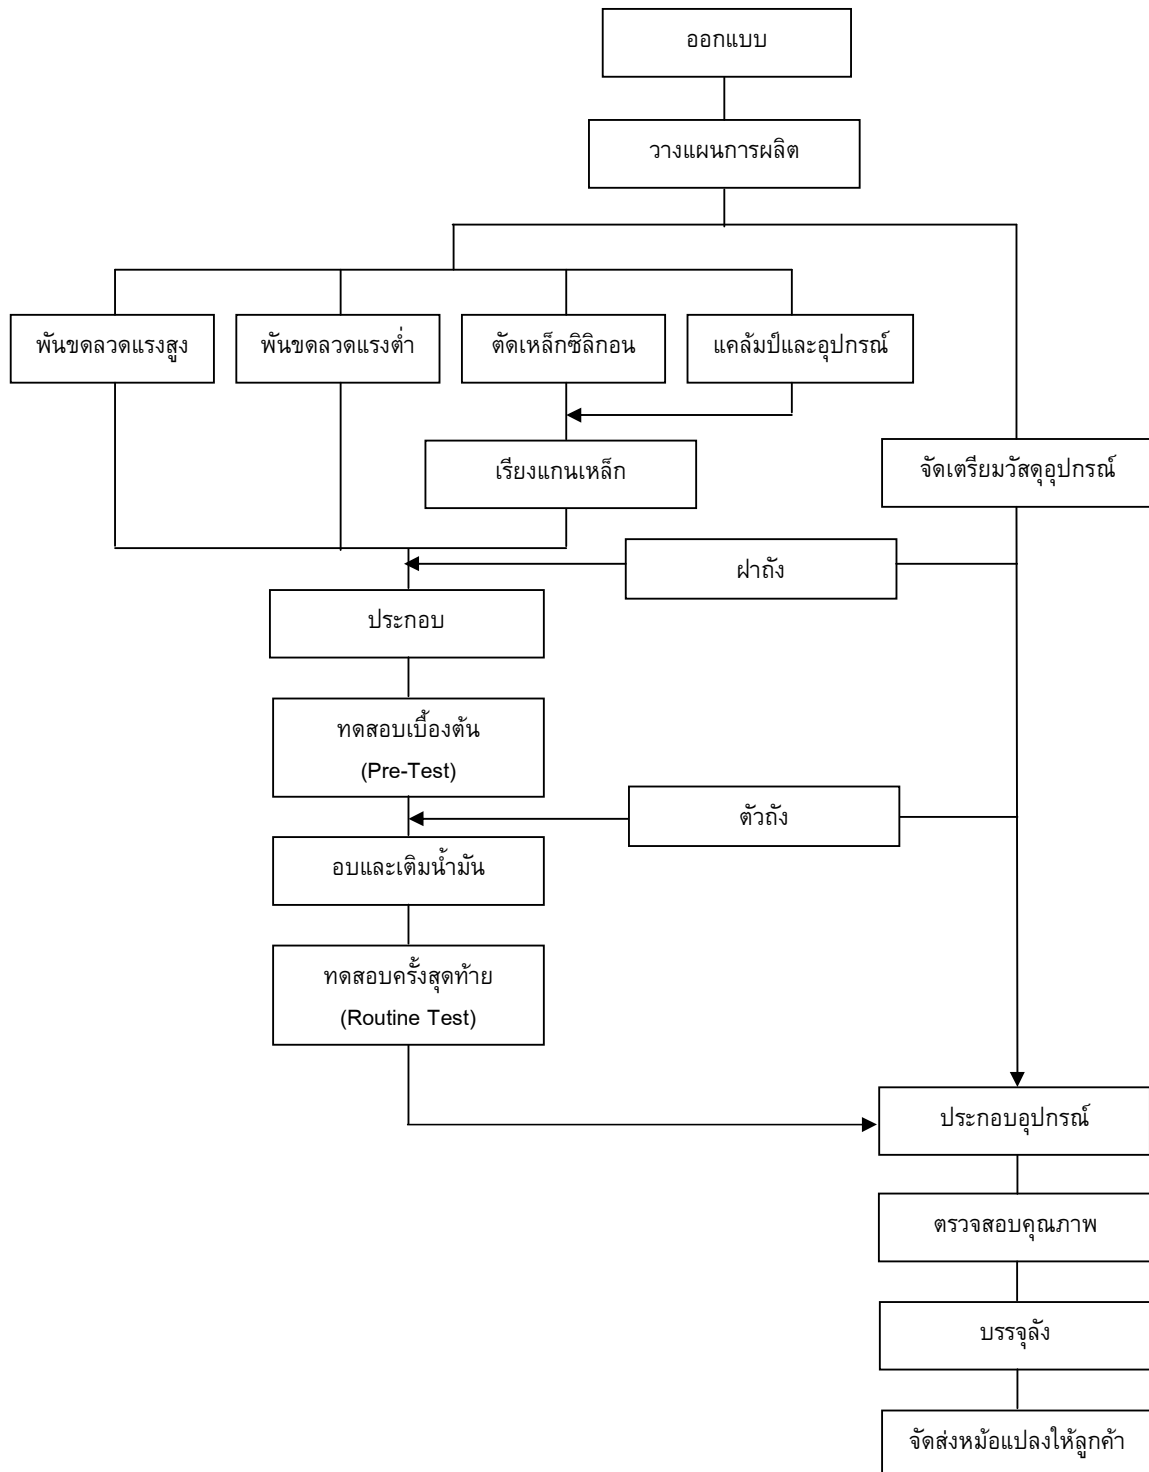 ออกแบบ
วางแผนการผลิต
พันขดลวดแรงสูง
พันขดลวดแรงต่ำ
ตัดเหล็กซิลิกอน
แคล้มป์และอุปกรณ์
เรียงแกนเหล็ก
จัดเตรียมวัสดุอุปกรณ์
ฝาถัง
ประกอบ
ทดสอบเบื้องต้น
(Pre-Test)
ตัวถัง
อบและเติมน้ำมัน
ทดสอบครั้งสุดท้าย
(Routine Test)
ประกอบอุปกรณ์
ตรวจสอบคุณภาพ
บรรจุลัง
จัดส่งหม้อแปลงให้ลูกค้า